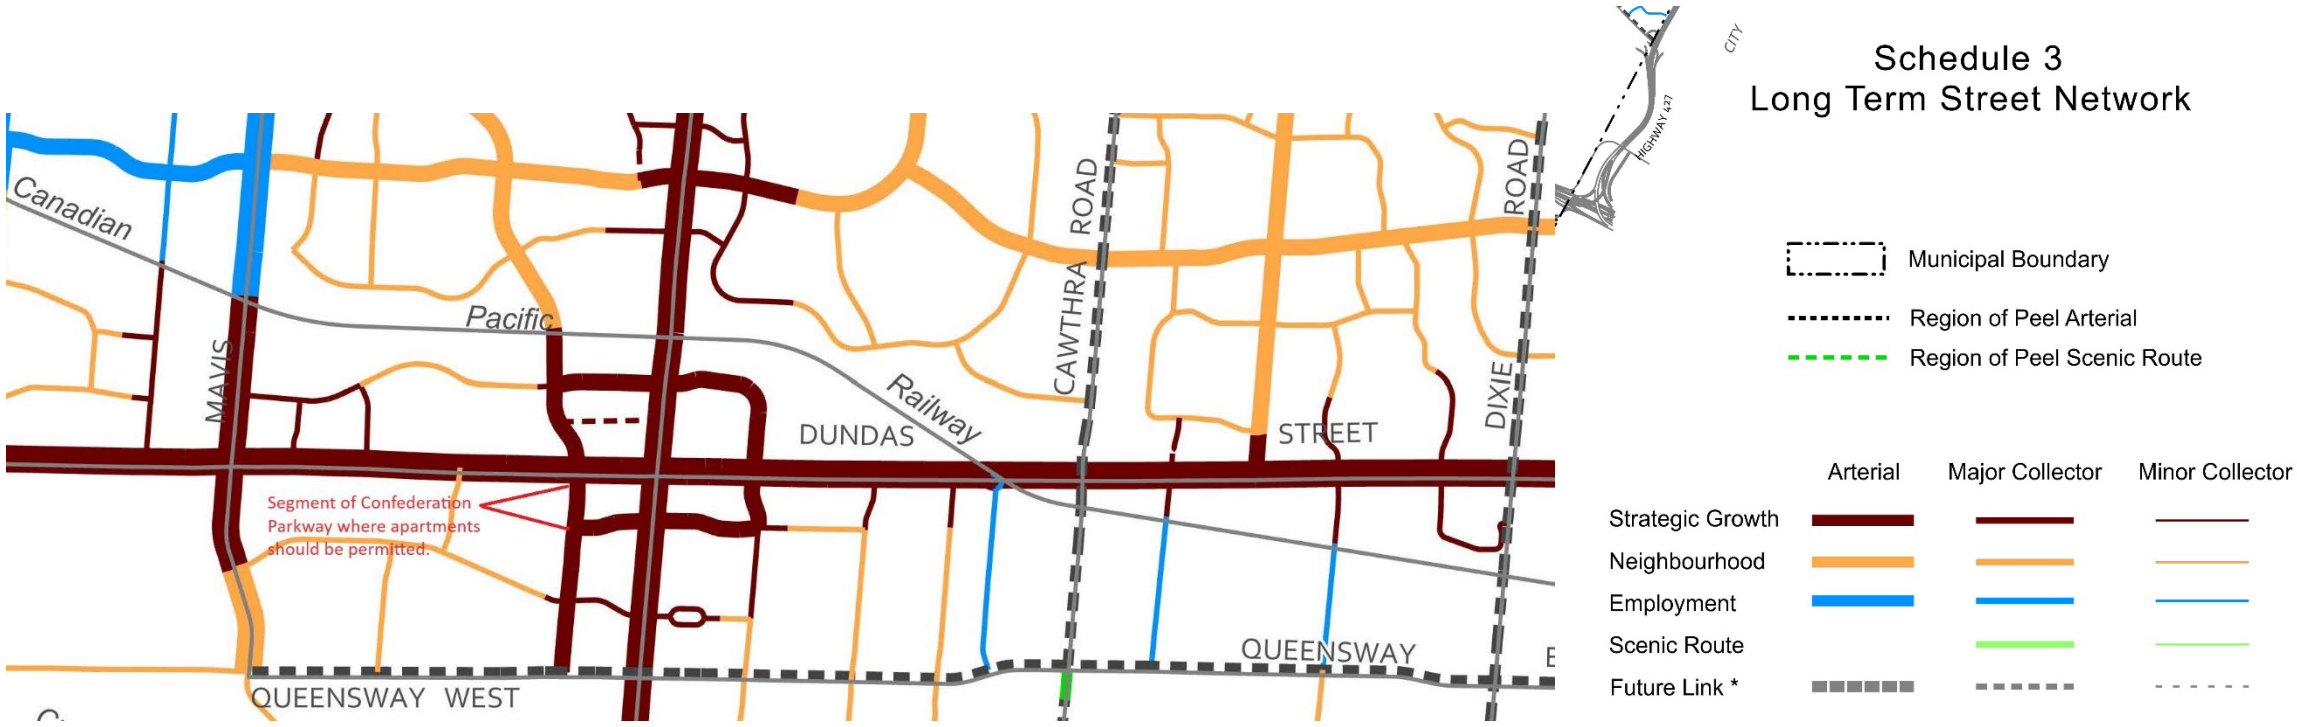 Schedule 3
Long Term Street Network
CITY
HIGHWAY 427
Canadian
Pacific
Railway
MAVIS
CAWTHRA ROAD
DIXIE ROAD
DUNDAS STREET
Segment of Confederation
Parkway where apartments
should be permitted.
QUEENSWAY WEST
QUEENSWAY
Municipal Boundary
Region of Peel Arterial
Region of Peel Scenic Route
Arterial Major Collector Minor Collector
Strategic Growth
Neighbourhood
Employment
Scenic Route
Future Link *